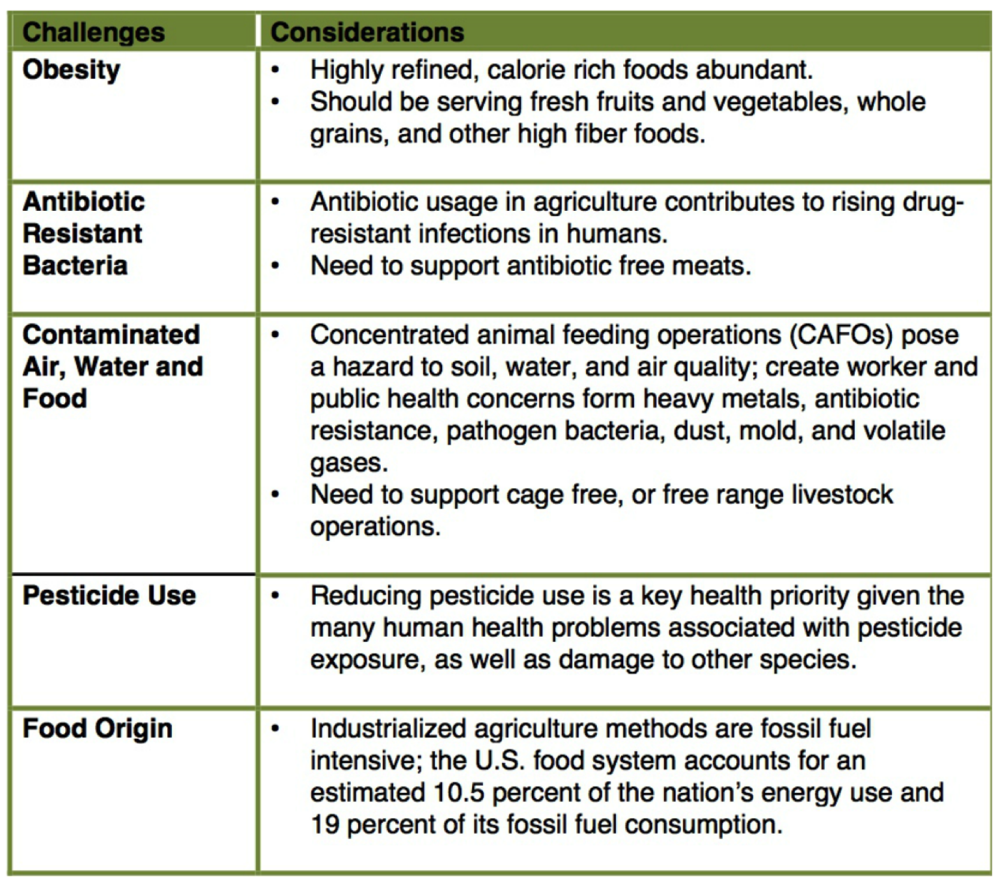 Challenges
Considerations
Obesity
• Highly refined, calorie rich foods abundant.
• Should be serving fresh fruits and vegetables, whole
grains, and other high fiber foods.
Antibiotic
Resistant
Bacteria
• Antibiotic usage in agriculture contributes to rising drug-
resistant infections in humans.
• Need to support antibiotic free meats.
Contaminated
Air, Water and
Food
• Concentrated animal feeding operations (CAFOs) pose
a hazard to soil, water, and air quality; create worker and
public health concerns form heavy metals, antibiotic
resistance, pathogen bacteria, dust, mold, and volatile
gases.
• Need to support cage free, or free range livestock
operations.
Pesticide Use
• Reducing pesticide use is a key health priority given the
many human health problems associated with pesticide
exposure, as well as damage to other species.
Food Origin
• Industrialized agriculture methods are fossil fuel
intensive; the U.S. food system accounts for an
estimated 10.5 percent of the nation’s energy use and
19 percent of its fossil fuel consumption.